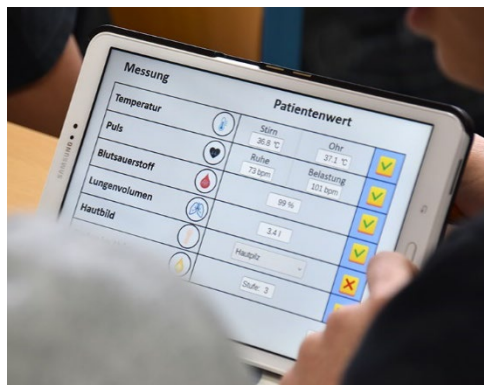 SAMSUNG
Messung Patientenwert
Temperatur Stirn 36.8 °C Ohr 37.1 °C
Puls Ruhe 73 bpm Belastung 101 bpm
Blutsauerstoff 99 %
Lungenvolumen 3.4 l
Hautbild Hautpilz
Stufe: 3